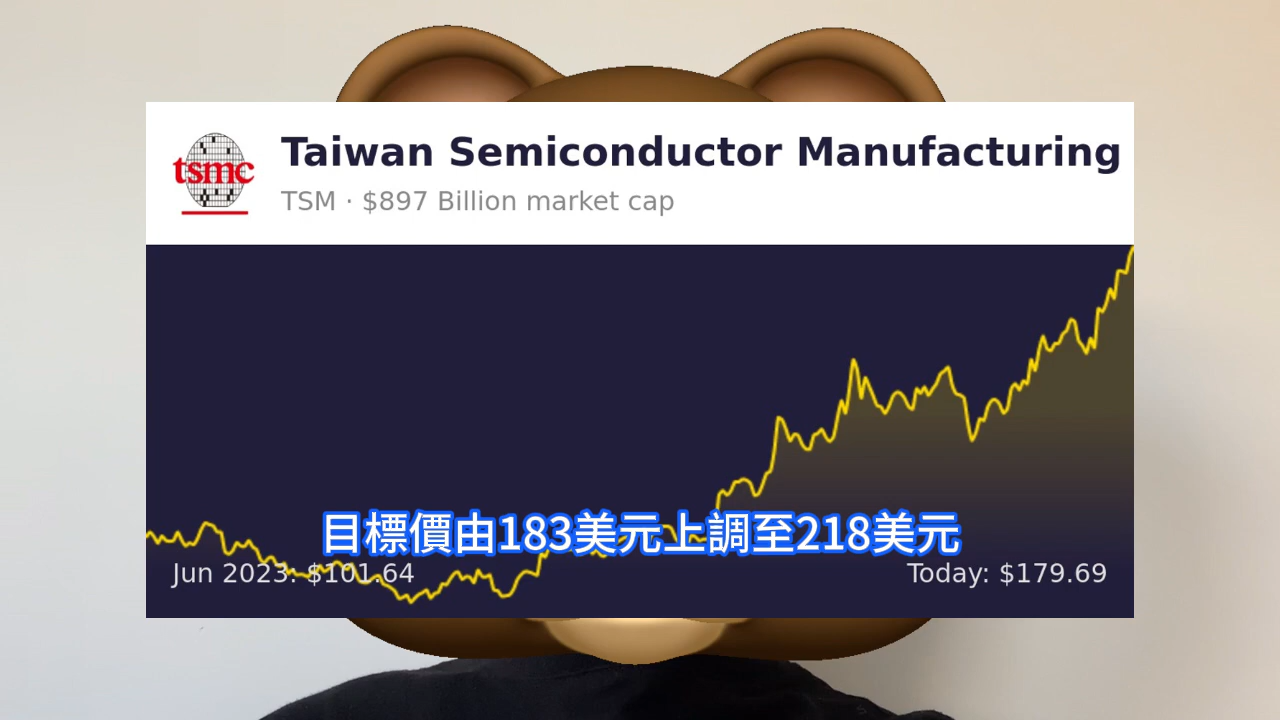 tsmc
Taiwan Semiconductor Manufacturing
TSM · $897 Billion market cap
目標價由183美元上調至218美元
Jun 2023: $101.64
Today: $179.69